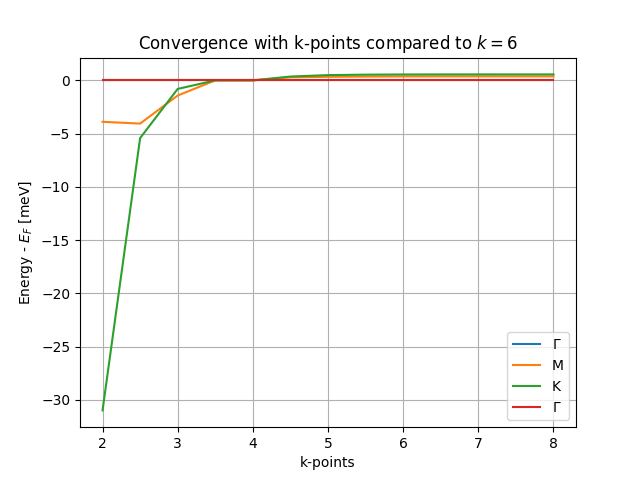 Convergence with k-points compared to k = 6
0
−5
−10
−15
−20
−25
−30
Energy - E_F [meV]
2
3
4
5
6
7
8
k-points
Γ
M
K
Γ